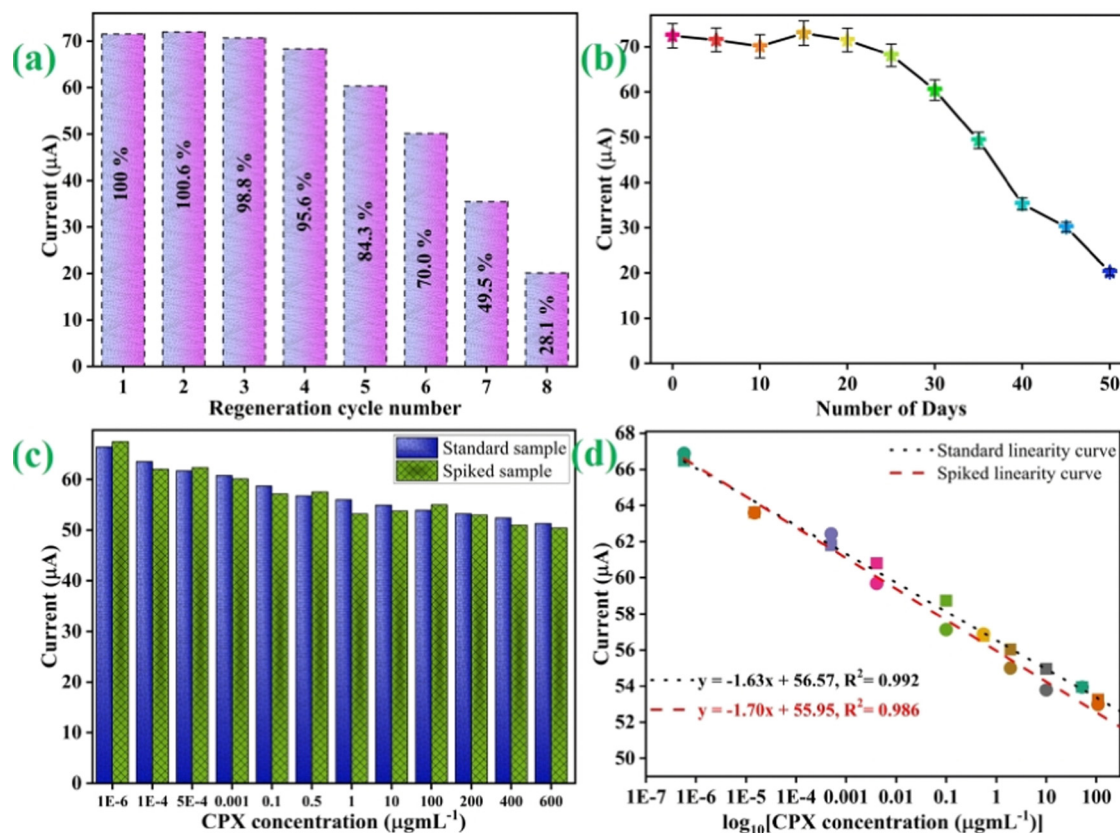 (a)
Current (μA)
70
60
50
40
30
20
10
0
100 %
100.6 %
98.8 %
95.6 %
84.3 %
70.0 %
49.5 %
28.1 %
1 2 3 4 5 6 7 8
Regeneration cycle number
(b)
Current (μA)
80
70
60
50
40
30
20
10
0
0 10 20 30 40 50
Number of Days
(c)
Current (μA)
60
50
40
30
20
10
0
Standard sample
Spiked sample
1E-6 1E-4 5E-4 0.001 0.1 0.5 1 10 100 200 400 600
CPX concentration (μgmL⁻¹)
(d)
Current (μA)
68
66
64
62
60
58
56
54
52
50
Standard linearity curve
Spiked linearity curve
y = -1.63x + 56.57, R²= 0.992
y = -1.70x + 55.95, R²= 0.986
1E-7 1E-6 1E-5 1E-4 0.001 0.01 0.1 1 10 100
log₁₀[CPX concentration (μgmL⁻¹)]